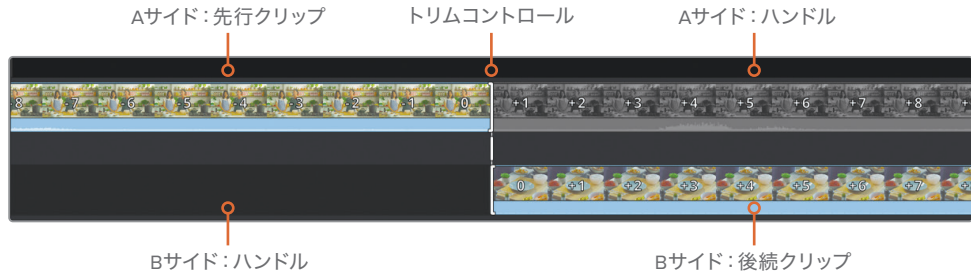 Aサイド：先行クリップ
トリムコントロール
Aサイド：ハンドル
-8 -7 -6 -5 -4 -3 -2 -1 0 +1 +2 +3 +4 +5 +6 +7 +8
0 +1 +2 +3 +4 +5 +6 +7
Bサイド：ハンドル
Bサイド：後続クリップ